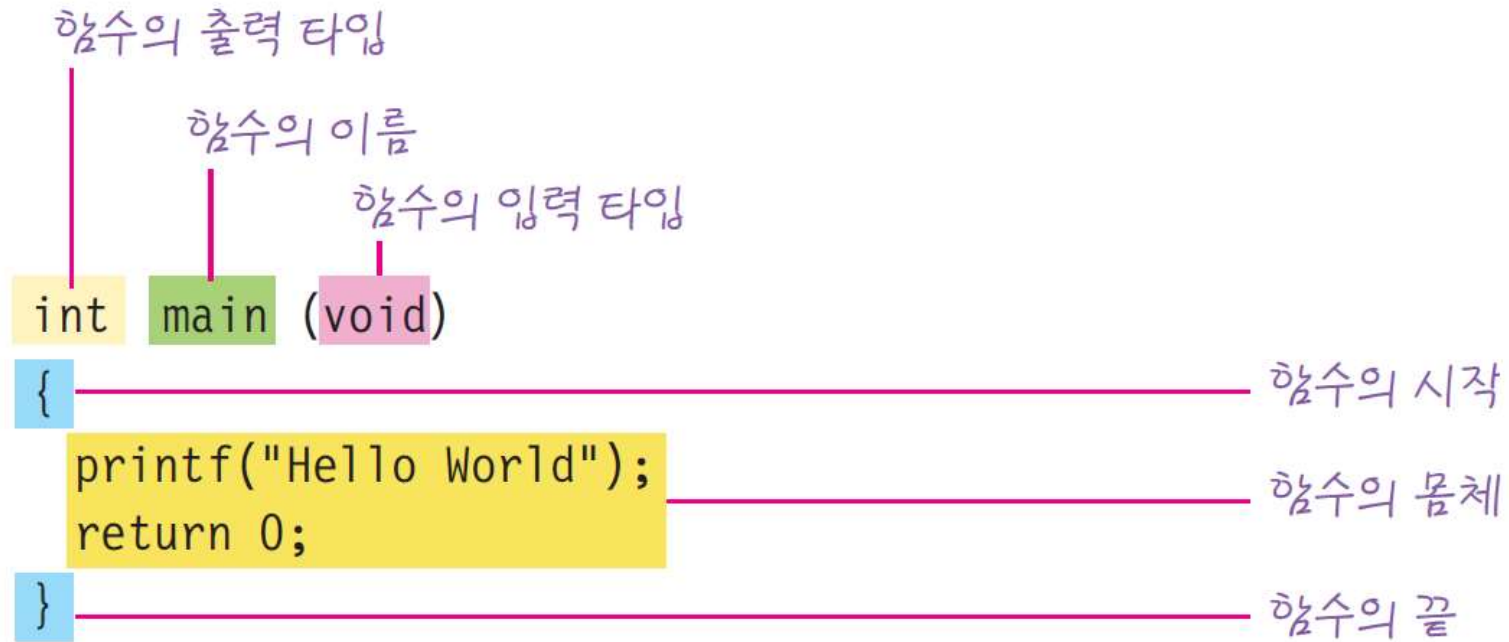 함수의 출력 타입
함수의 이름
함수의 입력 타입
int main (void)
{ 함수의 시작
printf("Hello World");
return 0;
함수의 몸체
} 함수의 끝